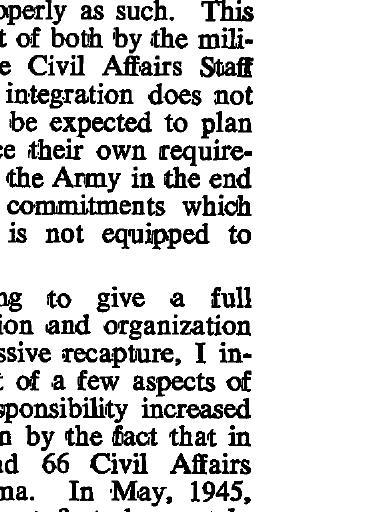 operly as such. This
t of both by the mili-
e Civil Affairs Staff
integration does not
be expected to plan
ce their own require-
the Army in the end
commitments which
is not equipped to
ng to give a full
ion and organization
ssive recapture, I in-
t of a few aspects of
sponsibility increased
n by the fact that in
ad 66 Civil Affairs
ma. In May, 1945,